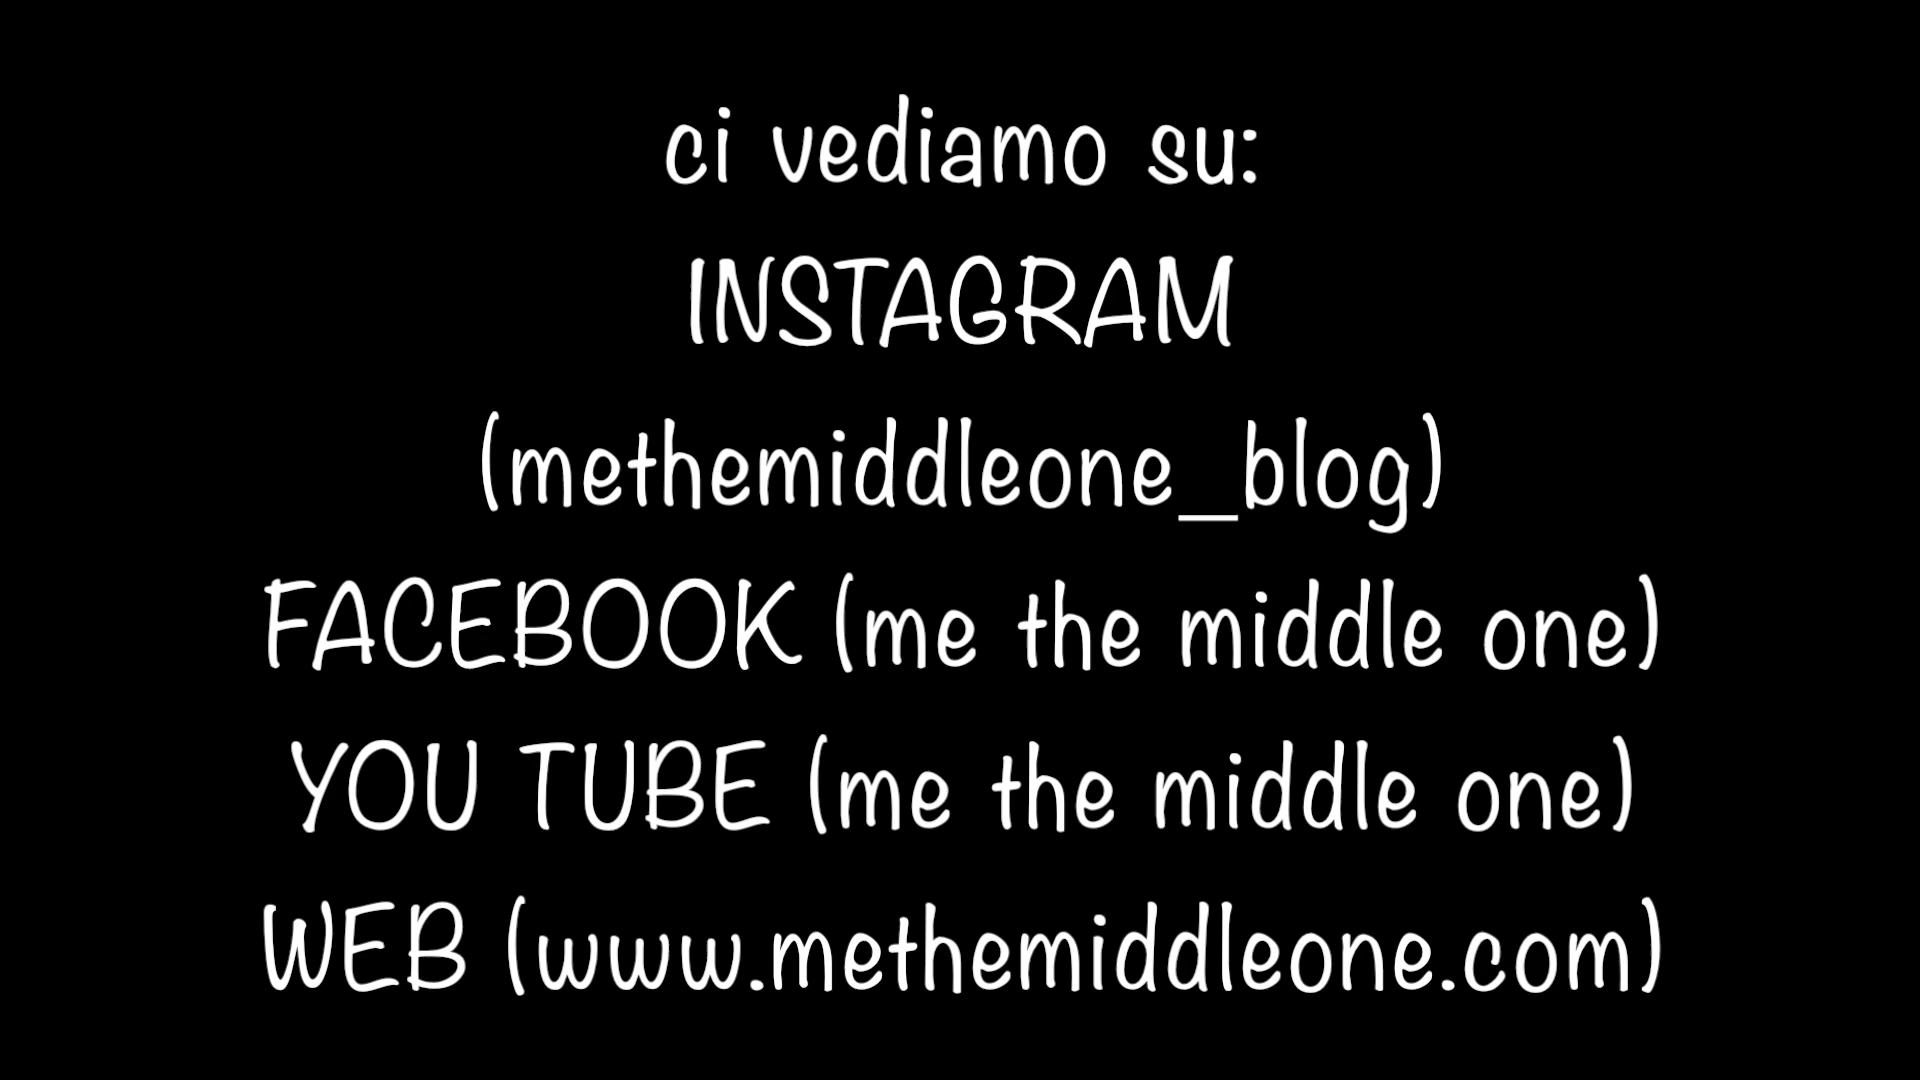 ci vediamo su:
INSTAGRAM
(methemiddleone_blog)
FACEBOOK (me the middle one)
YOU TUBE (me the middle one)
WEB (www.methemiddleone.com)